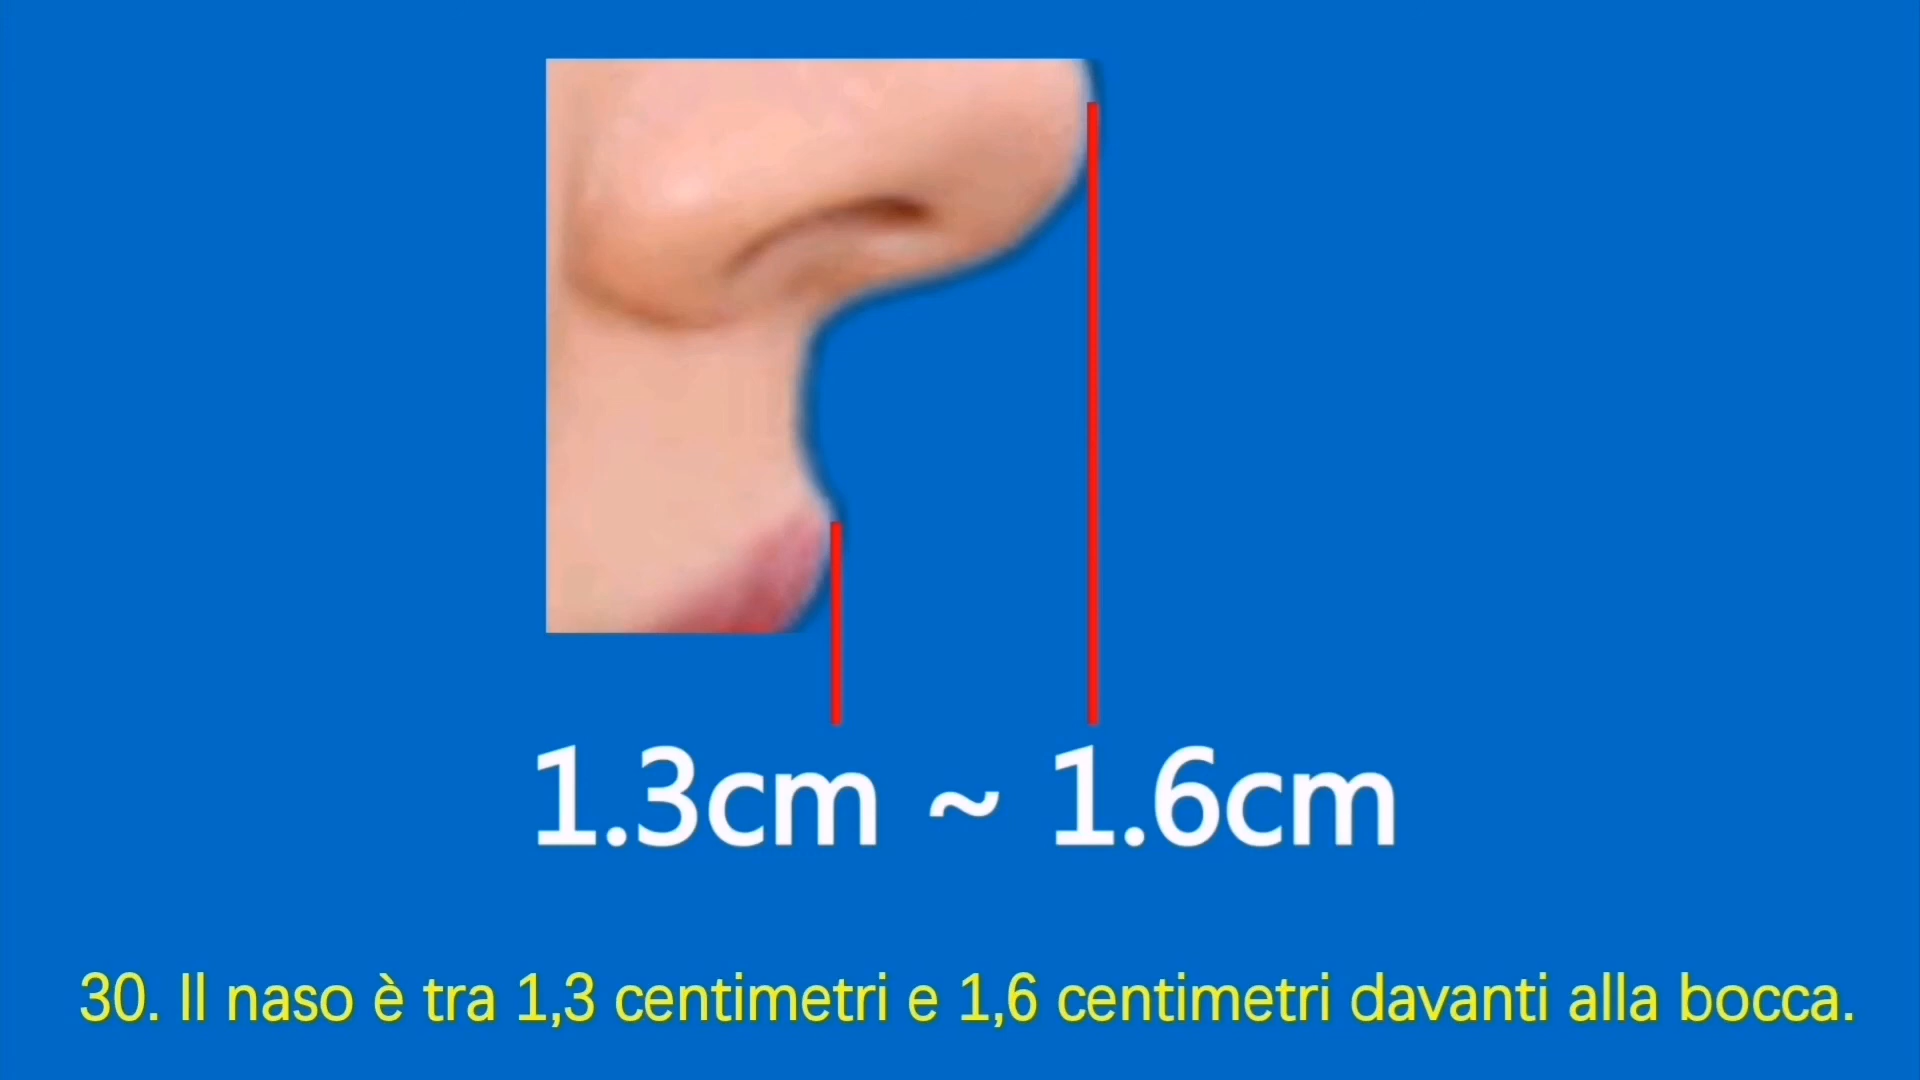 1.3cm ~ 1.6cm
30. Il naso è tra 1,3 centimetri e 1,6 centimetri davanti alla bocca.